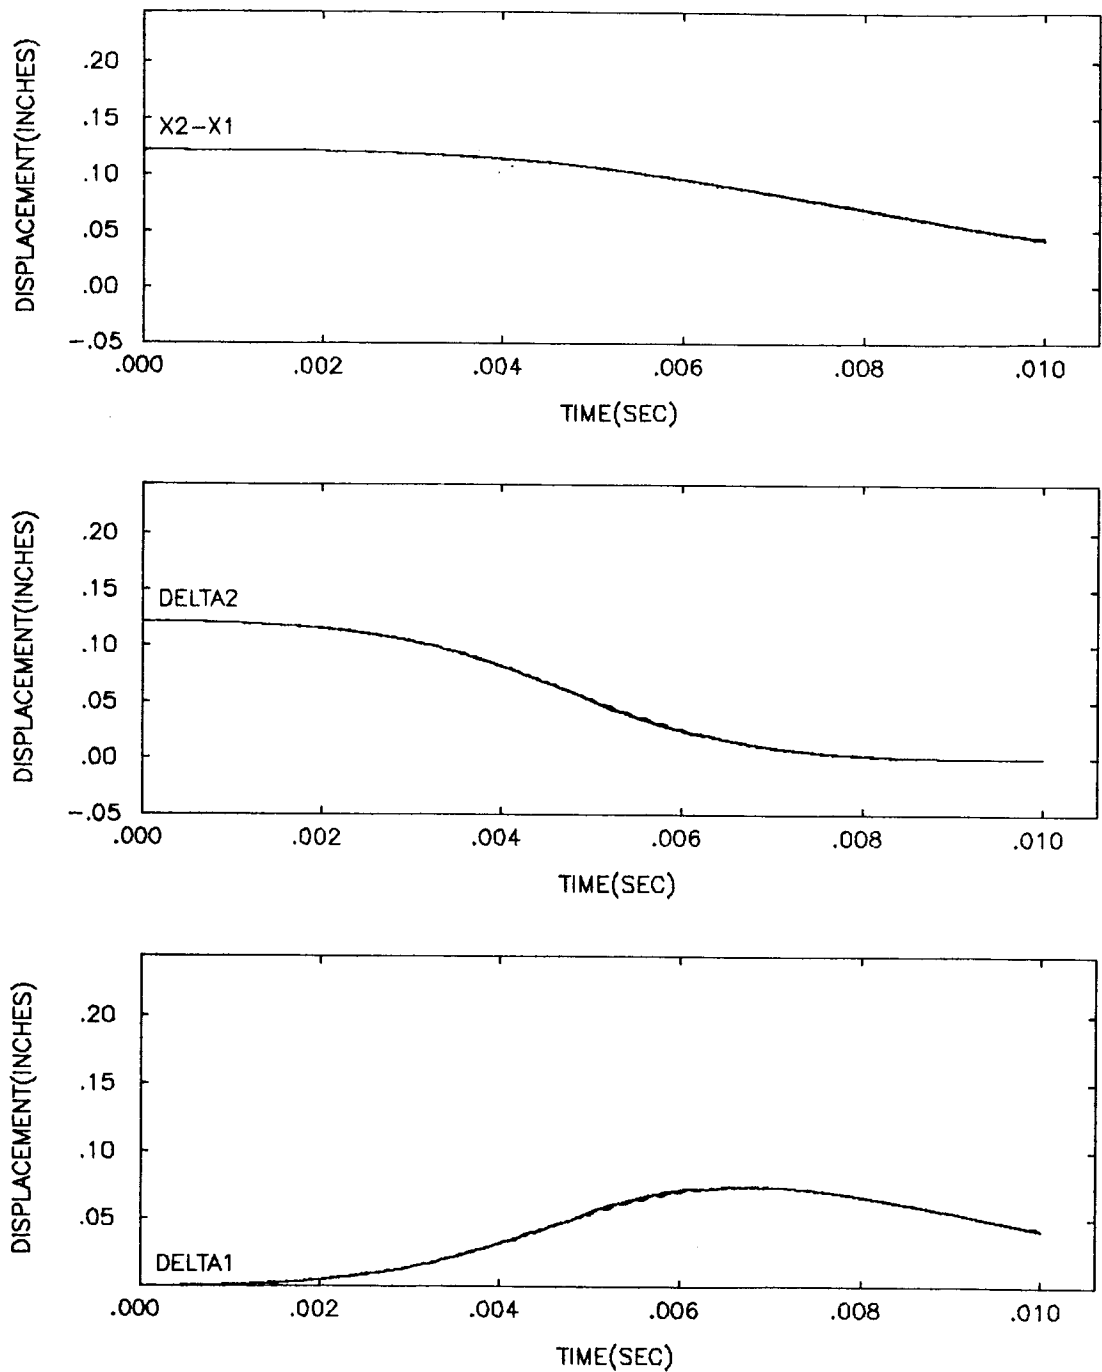 DISPLACEMENT(INCHES)
.20
.15
.10
.05
.00
-.05
X2-X1
.000 .002 .004 .006 .008 .010
TIME(SEC)
DISPLACEMENT(INCHES)
.20
.15
.10
.05
.00
-.05
DELTA2
.000 .002 .004 .006 .008 .010
TIME(SEC)
DISPLACEMENT(INCHES)
.20
.15
.10
.05
DELTA1
.000 .002 .004 .006 .008 .010
TIME(SEC)